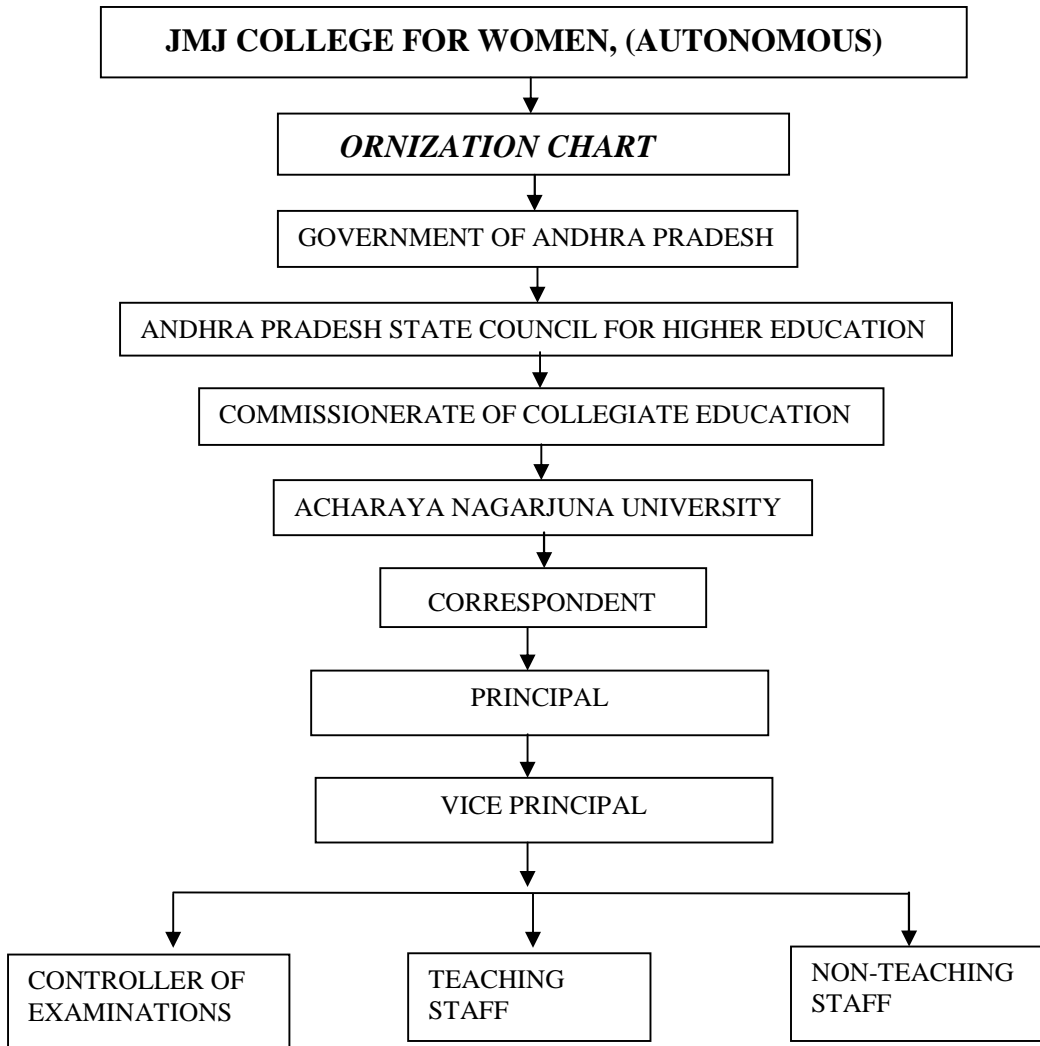 JMJ COLLEGE FOR WOMEN, (AUTONOMOUS)
ORNIZATION CHART
GOVERNMENT OF ANDHRA PRADESH
ANDHRA PRADESH STATE COUNCIL FOR HIGHER EDUCATION
COMMISSIONERATE OF COLLEGIATE EDUCATION
ACHARAYA NAGARJUNA UNIVERSITY
CORRESPONDENT
PRINCIPAL
VICE PRINCIPAL
CONTROLLER OF
EXAMINATIONS
TEACHING
STAFF
NON-TEACHING
STAFF